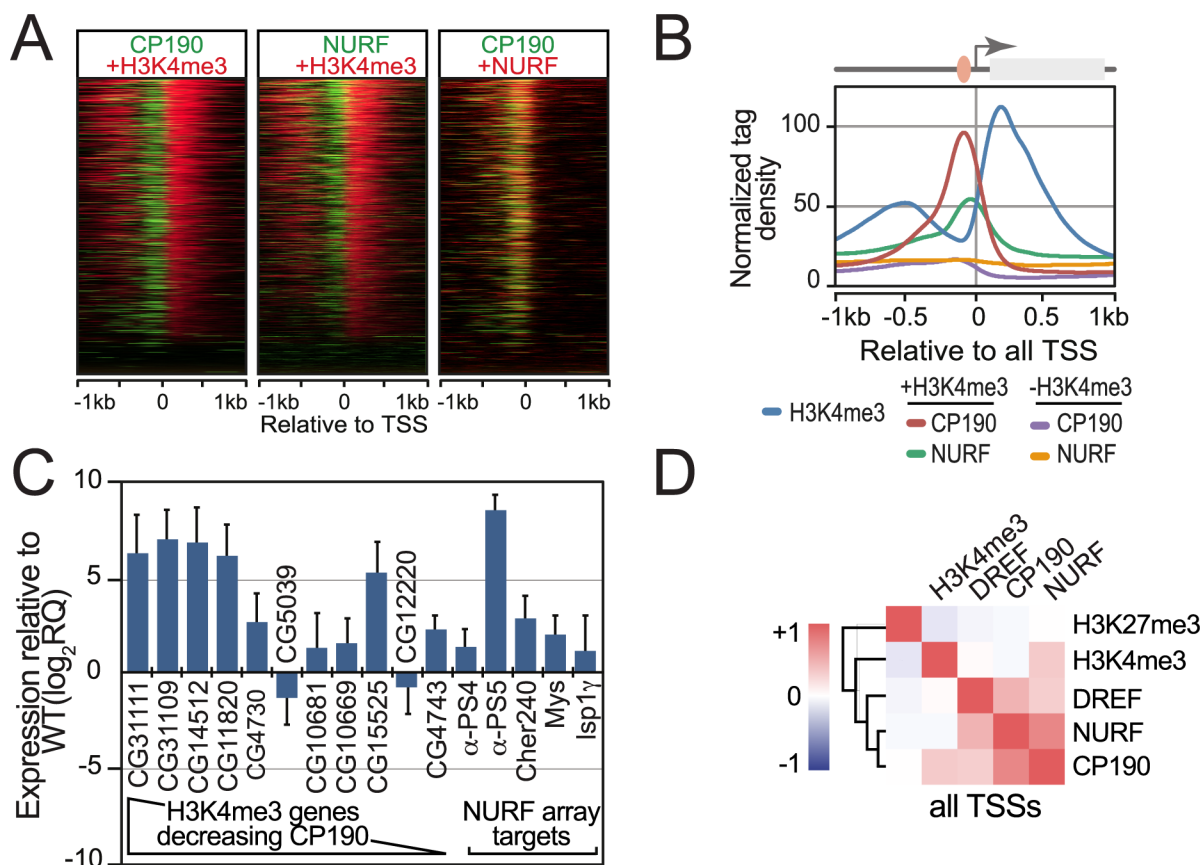 A
CP190
+H3K4me3
NURF
+H3K4me3
CP190
+NURF
-1kb 0 1kb
-1kb 0 1kb
-1kb 0 1kb
Relative to TSS
B
Normalized tag
density
100
50
0
-1kb -0.5 0 0.5 1kb
Relative to all TSS
+H3K4me3 -H3K4me3
H3K4me3 CP190 CP190
NURF NURF
C
Expression relative to
WT(log2RQ)
10
5
0
-5
-10
CG31111
CG31109
CG14512
CG11820
CG4730
CG5039
CG10681
CG10669
CG15525
CG12220
CG4743
α-PS4
α-PS5
Cher240
Mys
Isp1γ
H3K4me3 genes
decreasing CP190
NURF array
targets
D
+1
0
-1
H3K4me3
DREF
CP190
NURF
H3K27me3
H3K4me3
DREF
NURF
CP190
all TSSs